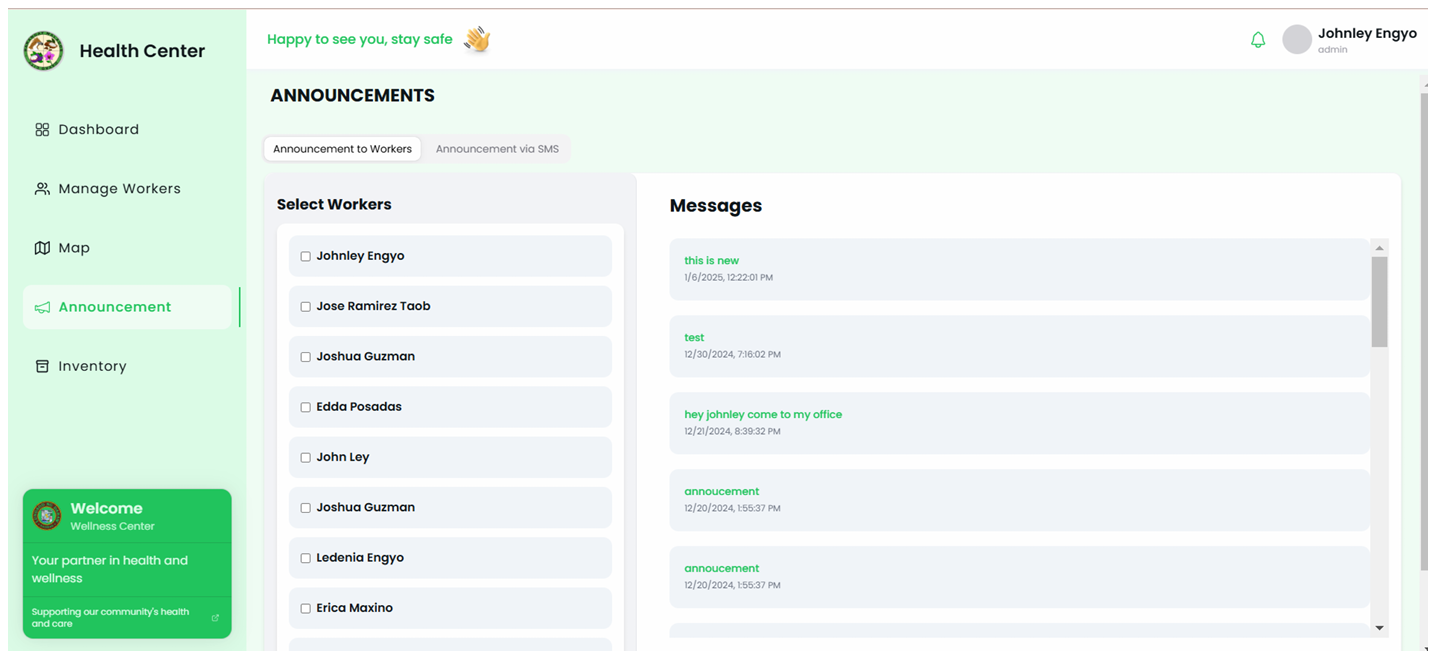 Health Center
Happy to see you, stay safe
Johnley Engyo
admin
Dashboard
Manage Workers
Map
Announcement
Inventory
Welcome
Wellness Center
Your partner in health and
wellness
Supporting our community's health
and care
ANNOUNCEMENTS
Announcement to Workers
Announcement via SMS
Select Workers
Johnley Engyo
Jose Ramirez Taob
Joshua Guzman
Edda Posadas
John Ley
Joshua Guzman
Ledenia Engyo
Erica Maxino
Messages
this is new
1/6/2025, 12:22:01 PM
test
12/30/2024, 7:16:02 PM
hey johnley come to my office
12/21/2024, 8:39:32 PM
annoucement
12/20/2024, 1:55:37 PM
annoucement
12/20/2024, 1:55:37 PM